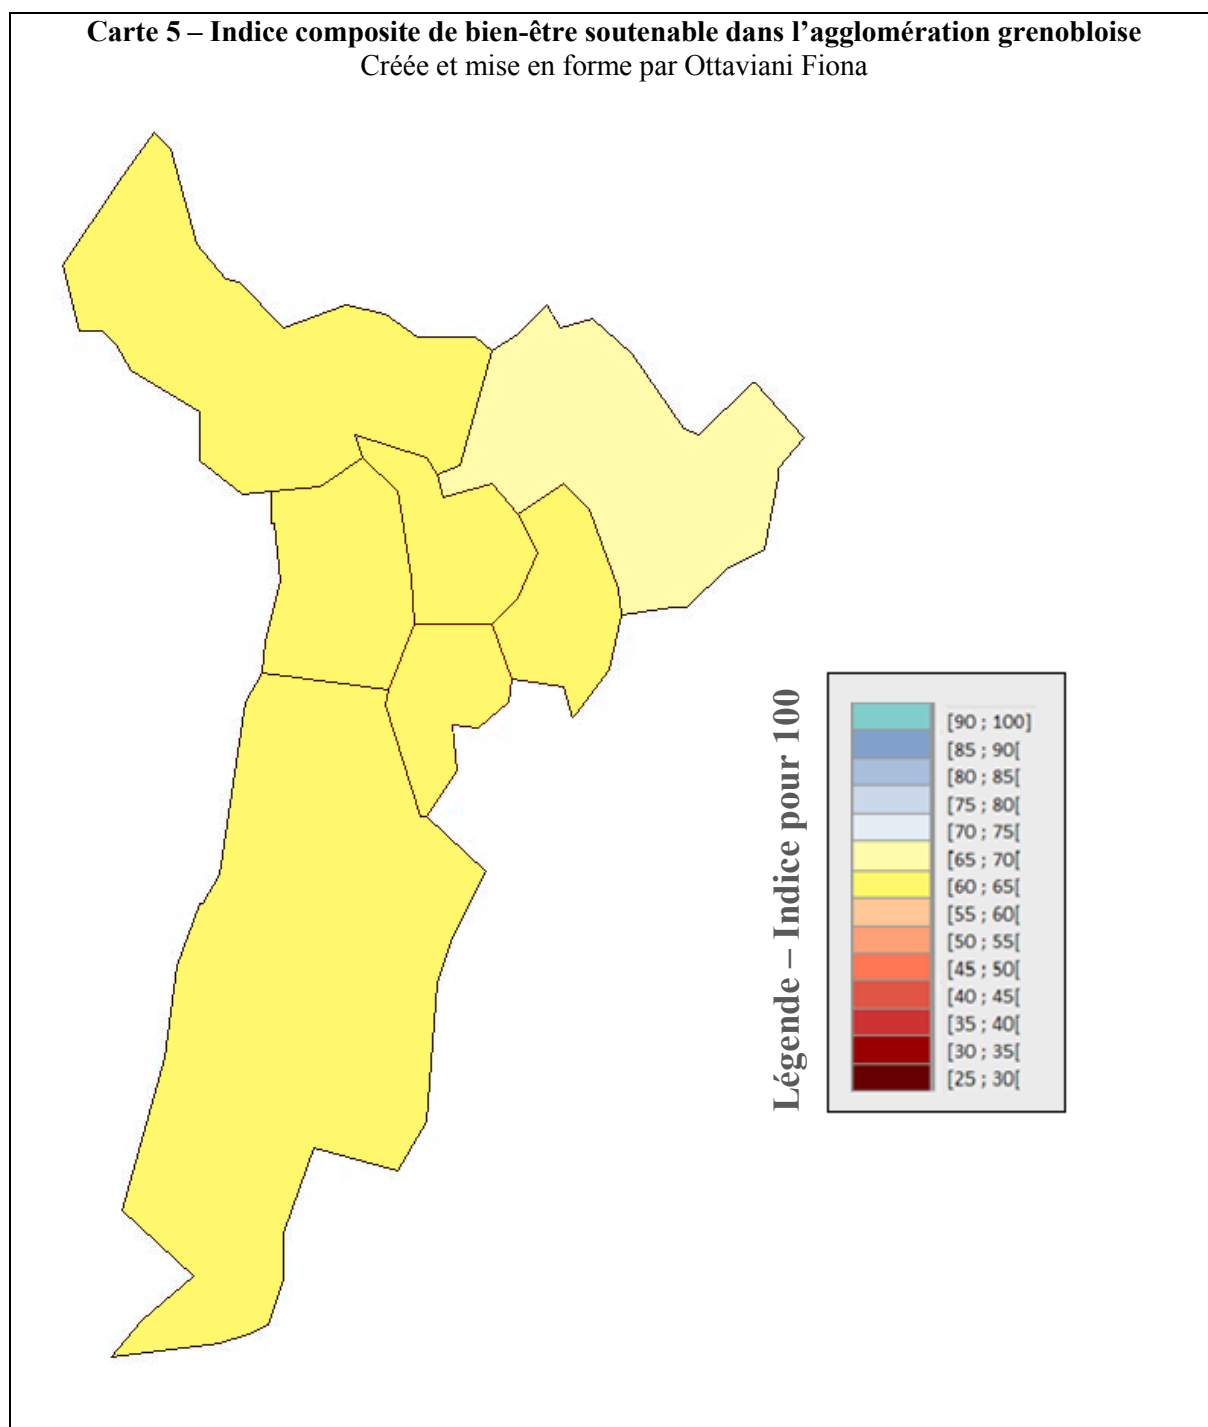 Carte 5 – Indice composite de bien-être soutenable dans l’agglomération grenobloise
Créée et mise en forme par Ottaviani Fiona
Légende – Indice pour 100
[90 ; 100]
[85 ; 90[
[80 ; 85[
[75 ; 80[
[70 ; 75[
[65 ; 70[
[60 ; 65[
[55 ; 60[
[50 ; 55[
[45 ; 50[
[40 ; 45[
[35 ; 40[
[30 ; 35[
[25 ; 30[